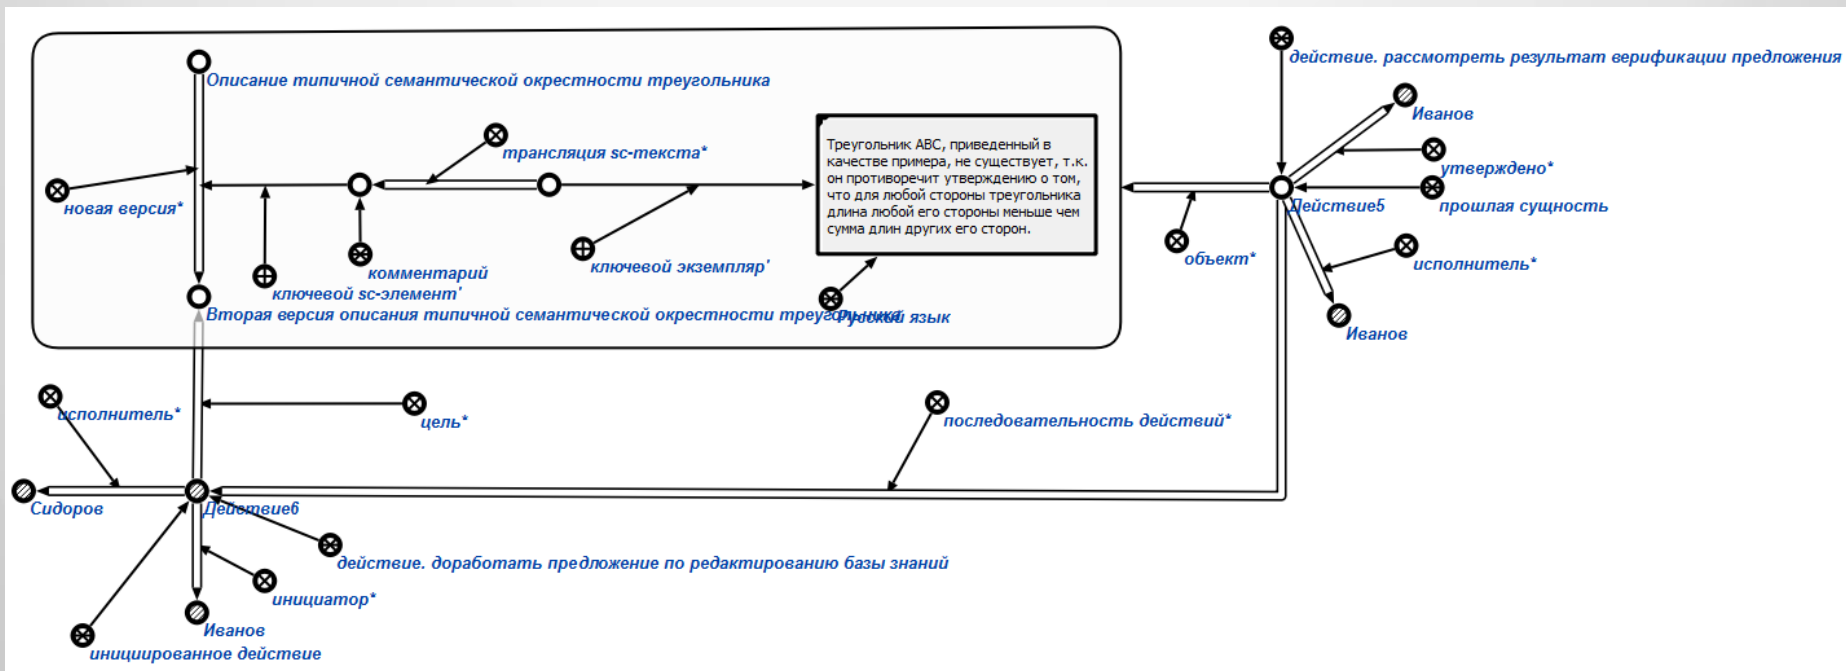 действие. рассмотреть результат верификации предложения
Описание типичной семантической окрестности треугольника
Иванов
трансляция sc-текста*
Треугольник ABC, приведенный в
качестве примера, не существует, т.к.
он противоречит утверждению о том,
что для любой стороны треугольника
длина любой его стороны меньше чем
сумма длин других его сторон.
утверждено*
новая версия*
Действие5
прошлая сущность
объект*
исполнитель*
ключевой экземпляр'
комментарий
ключевой sc-элемент'
Вторая версия описания типичной семантической окрестности треугольника
Русский язык
Иванов
исполнитель*
цель*
последовательность действий*
Сидоров
Действие6
действие. доработать предложение по редактированию базы знаний
инициатор*
Иванов
инициированное действие